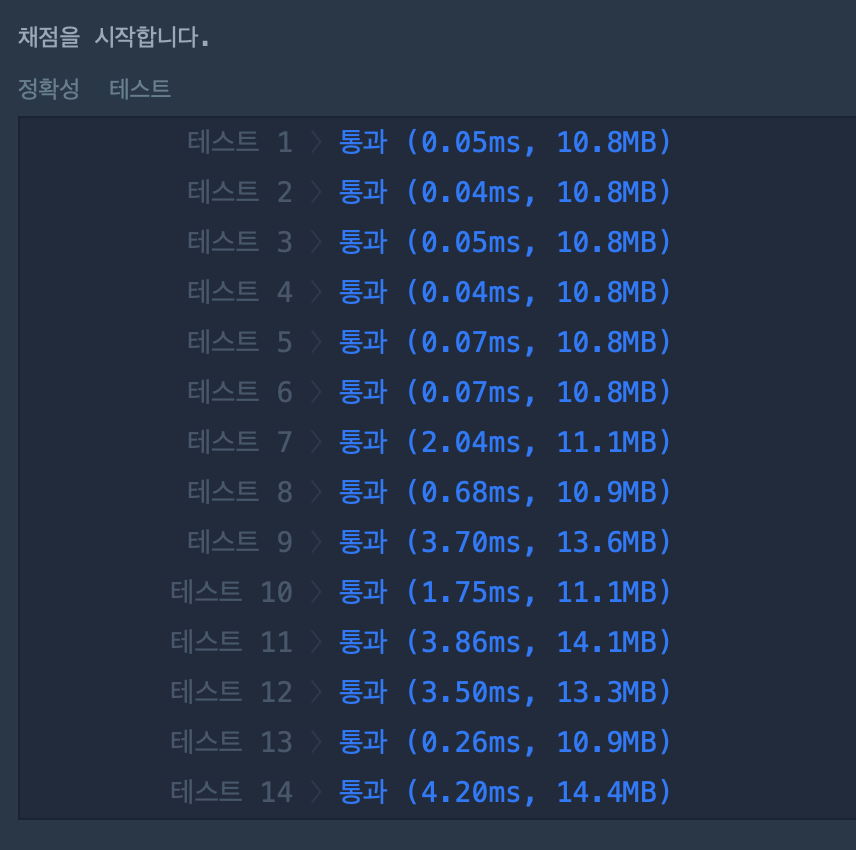 채점을 시작합니다.
정확성 테스트
테스트 1 〉 통과 (0.05ms, 10.8MB)
테스트 2 〉 통과 (0.04ms, 10.8MB)
테스트 3 〉 통과 (0.05ms, 10.8MB)
테스트 4 〉 통과 (0.04ms, 10.8MB)
테스트 5 〉 통과 (0.07ms, 10.8MB)
테스트 6 〉 통과 (0.07ms, 10.8MB)
테스트 7 〉 통과 (2.04ms, 11.1MB)
테스트 8 〉 통과 (0.68ms, 10.9MB)
테스트 9 〉 통과 (3.70ms, 13.6MB)
테스트 10 〉 통과 (1.75ms, 11.1MB)
테스트 11 〉 통과 (3.86ms, 14.1MB)
테스트 12 〉 통과 (3.50ms, 13.3MB)
테스트 13 〉 통과 (0.26ms, 10.9MB)
테스트 14 〉 통과 (4.20ms, 14.4MB)